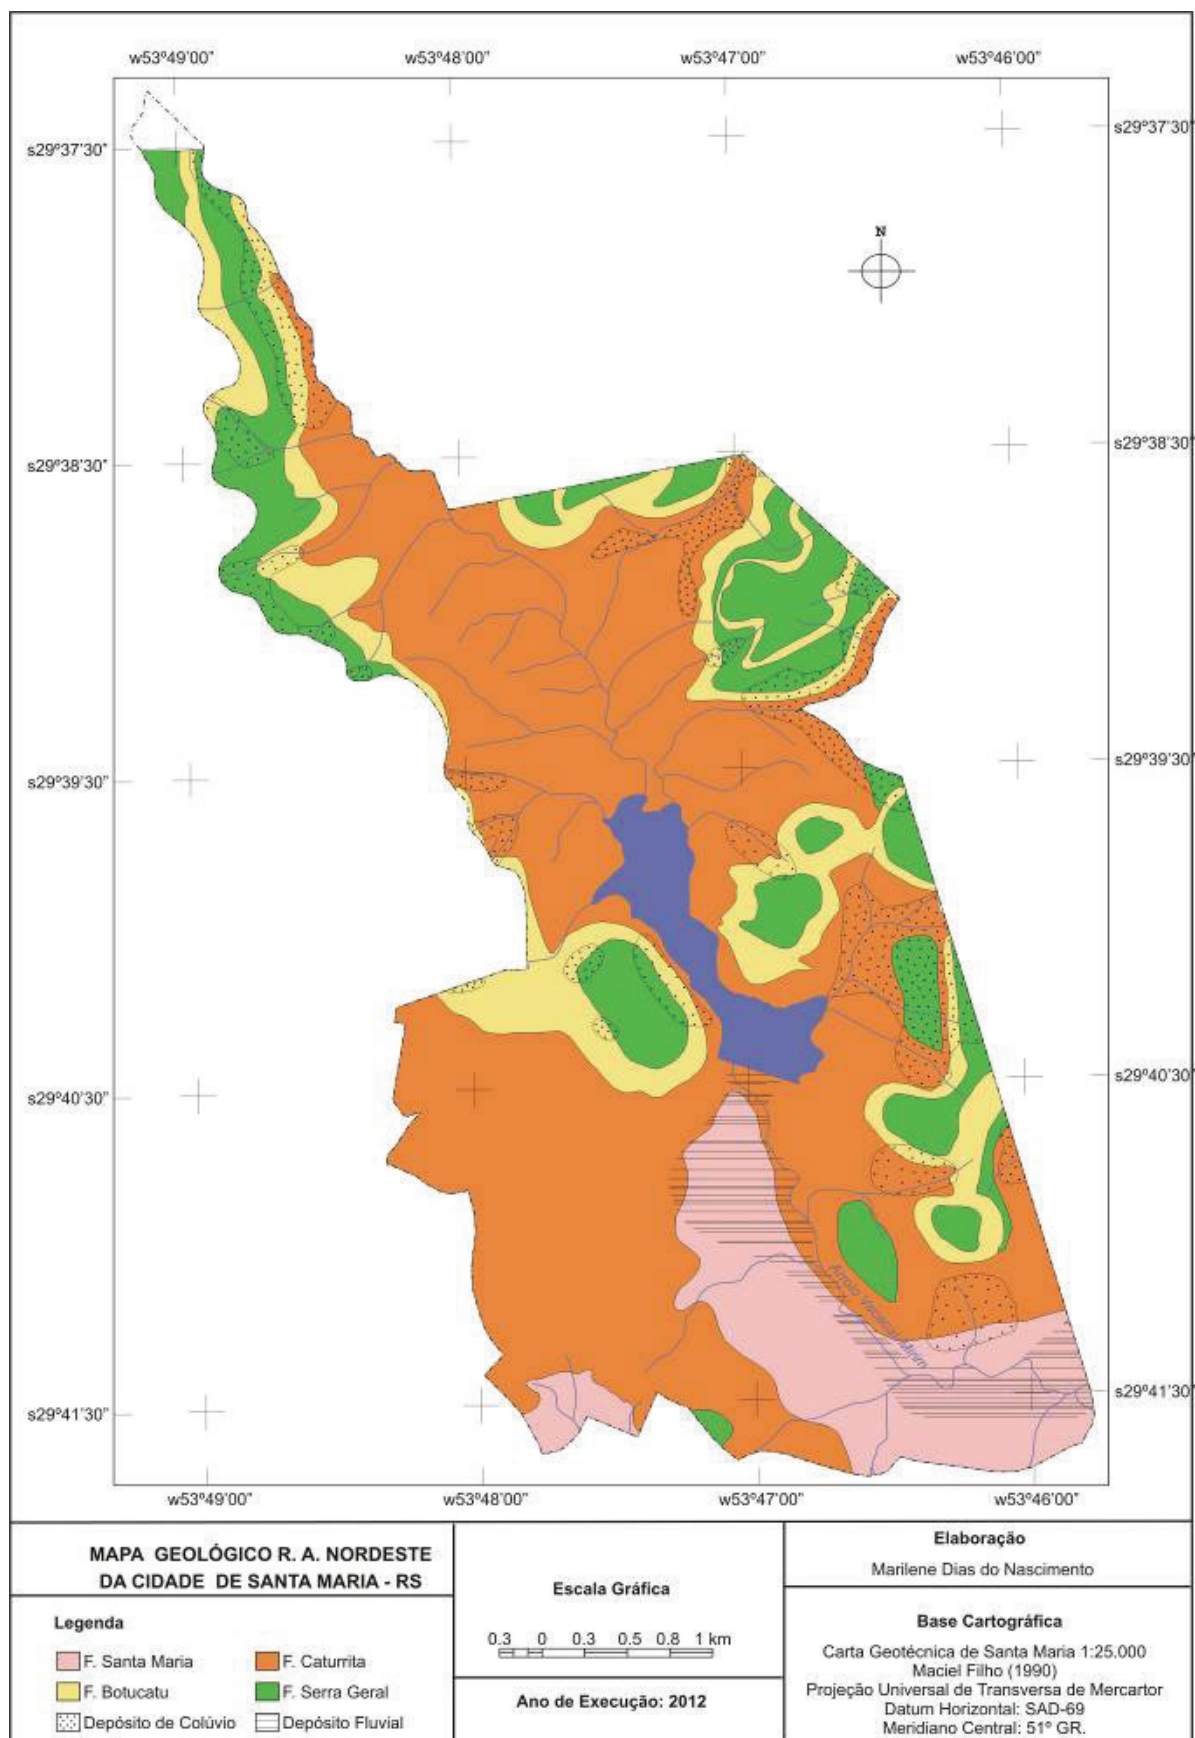 w53º49'00" w53º48'00" w53º47'00" w53º46'00"
s29º37'30" s29º37'30"
N
s29º38'30" s29º38'30"
s29º39'30" s29º39'30"
s29º40'30" s29º40'30"
s29º41'30" s29º41'30"
w53º49'00" w53º48'00" w53º47'00" w53º46'00"
MAPA GEOLÓGICO R. A. NORDESTE
DA CIDADE DE SANTA MARIA - RS
Legenda
F. Santa Maria F. Caturrita
F. Botucatu F. Serra Geral
Depósito de Colúvio Depósito Fluvial
Escala Gráfica
0.3 0 0.3 0.5 0.8 1 km
Ano de Execução: 2012
Elaboração
Marilene Dias do Nascimento
Base Cartográfica
Carta Geotécnica de Santa Maria 1:25.000
Maciel Filho (1990)
Projeção Universal de Transversa de Mercartor
Datum Horizontal: SAD-69
Meridiano Central: 51º GR.